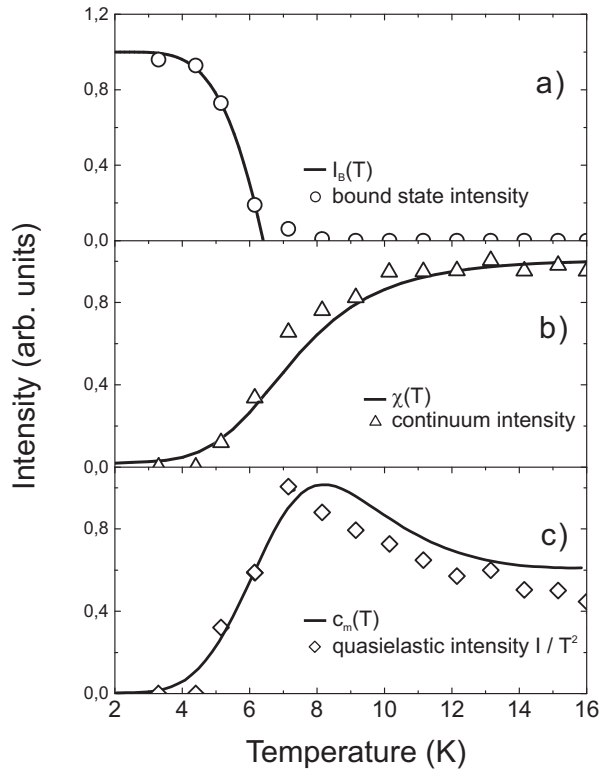 1,2
0,8
0,4
0,0
a)
I_B(T)
bound state intensity
0,8
0,4
0,0
b)
χ(T)
continuum intensity
0,8
0,4
0,0
c)
c_m(T)
quasielastic intensity I / T²
2 4 6 8 10 12 14 16
Temperature (K)
Intensity (arb. units)